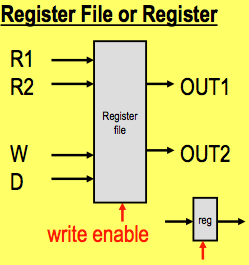 Register File or Register
R1
R2
Register
file
OUT1
OUT2
W
D
write enable
reg